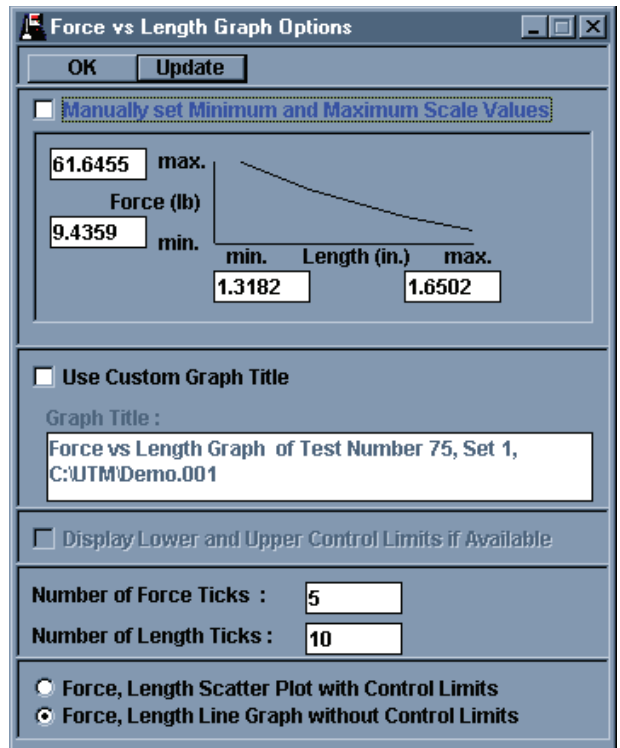 Force vs Length Graph Options
OK Update
Manually set Minimum and Maximum Scale Values
61.6455 max.
Force (lb)
9.4359 min.
min. Length (in.) max.
1.3182 1.6502
Use Custom Graph Title
Graph Title :
Force vs Length Graph of Test Number 75, Set 1,
C:\UTM\Demo.001
Display Lower and Upper Control Limits if Available
Number of Force Ticks : 5
Number of Length Ticks : 10
Force, Length Scatter Plot with Control Limits
Force, Length Line Graph without Control Limits